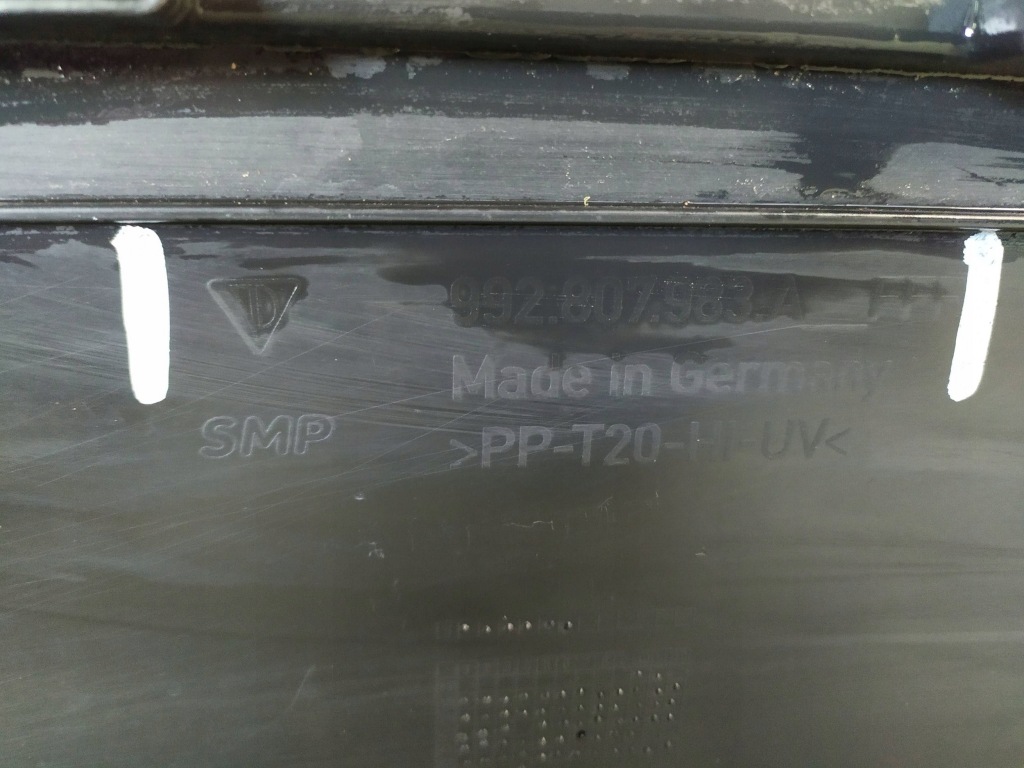 D 992.807.983.A
Made in Germany
SMP >PP-T20-HI-UV<